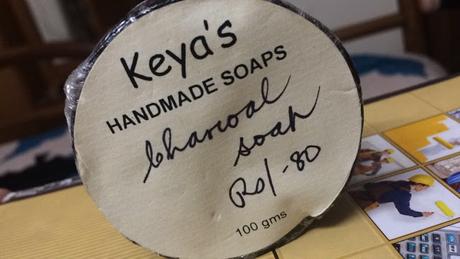 Keya's
HANDMADE SOAPS
Charcoal
soap
Rs/-80
100 gms